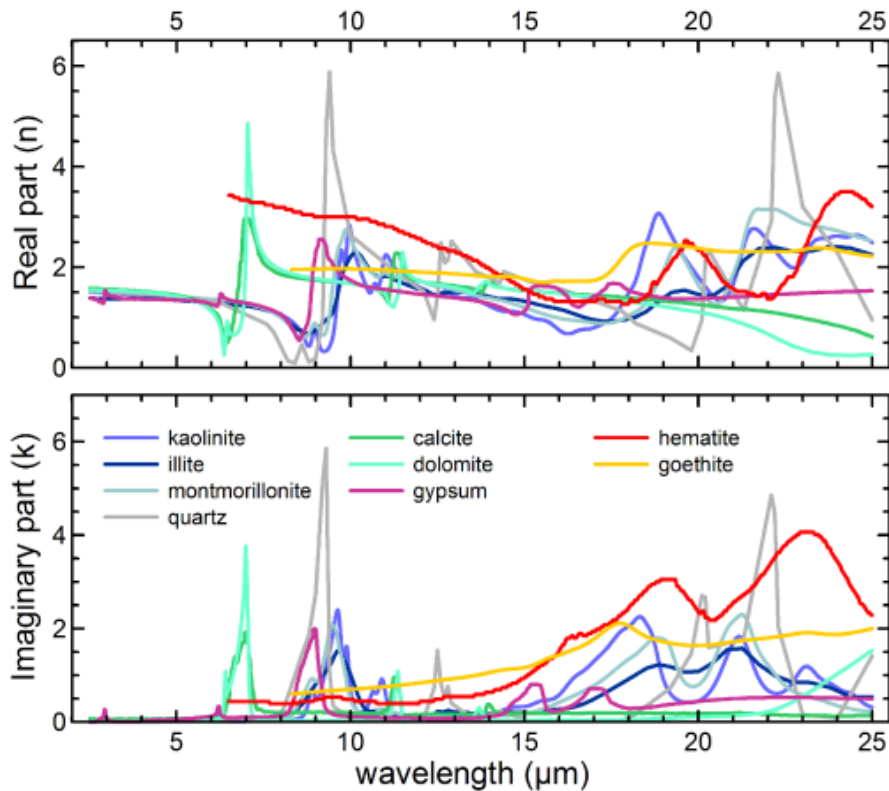 5 10 15 20 25
6
4
2
0
Real part (n)
6
4
2
0
Imaginary part (k)
kaolinite calcite hematite
illite dolomite goethite
montmorillonite gypsum
quartz
5 10 15 20 25
wavelength (µm)